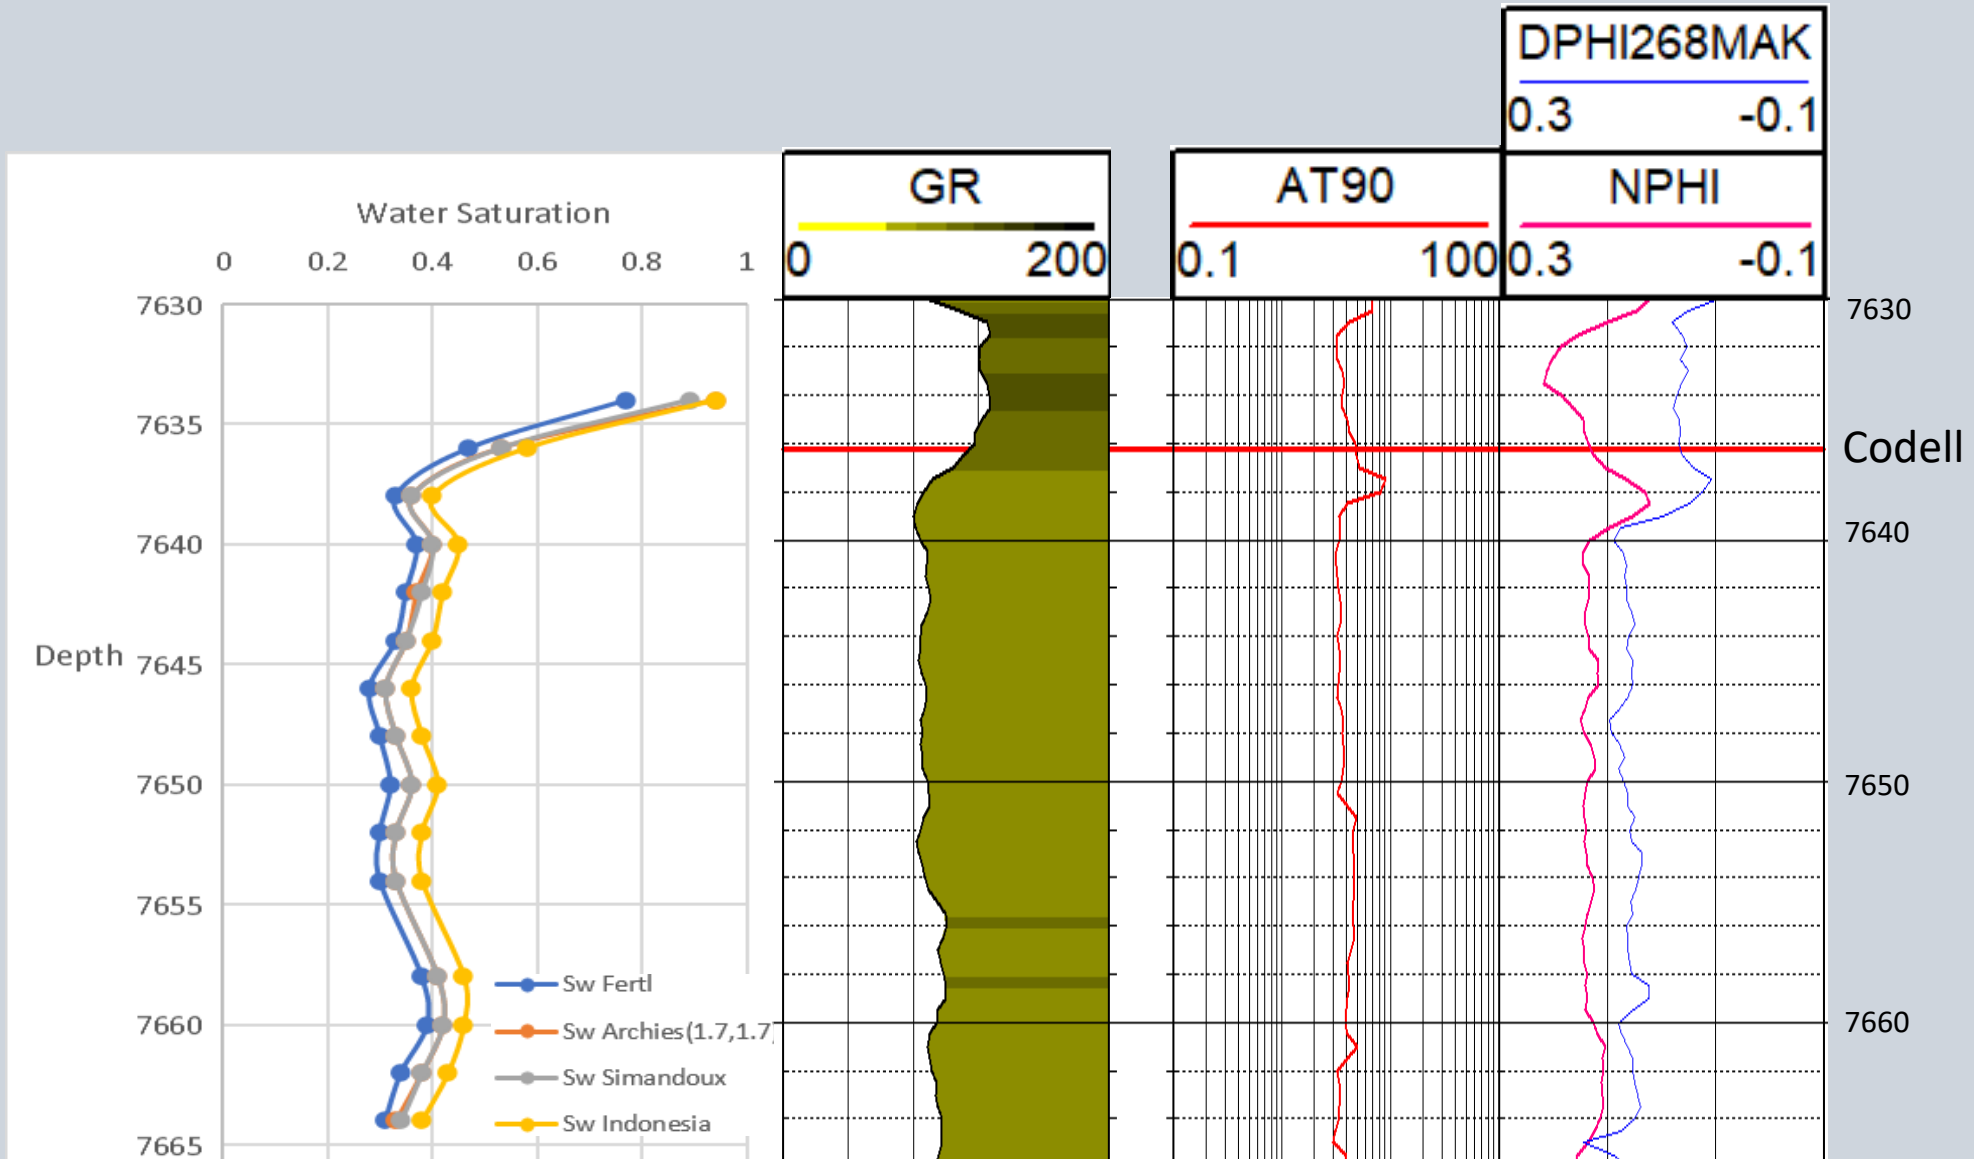 DPHI268MAK
0.3 -0.1
GR
0 200
AT90
0.1 100
NPHI
0.3 -0.1
Water Saturation
0 0.2 0.4 0.6 0.8 1
7630
7635
7640
7645
7650
7655
7660
7665
Depth
Sw Fertl
Sw Archies(1.7,1.7,
Sw Simandoux
Sw Indonesia
7630
Codell
7640
7650
7660